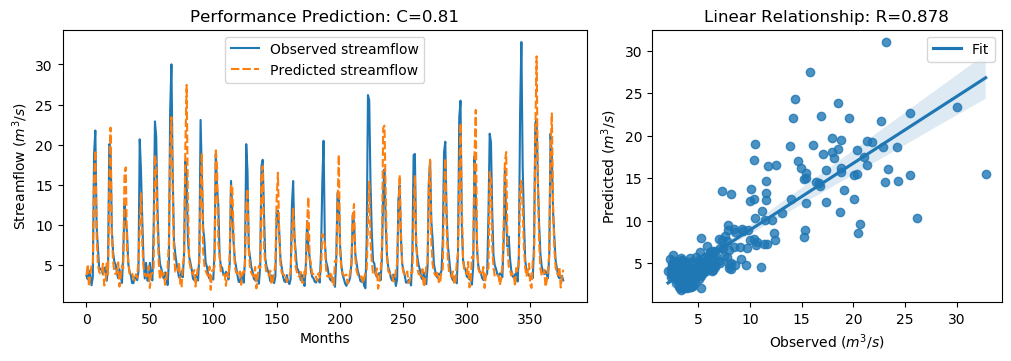 Performance Prediction: C=0.81
Observed streamflow
Predicted streamflow
Streamflow (m³/s)
30
25
20
15
10
5
0
50
100
150
200
250
300
350
Months
Linear Relationship: R=0.878
Fit
Predicted (m³/s)
30
25
20
15
10
5
5
10
15
20
25
30
Observed (m³/s)